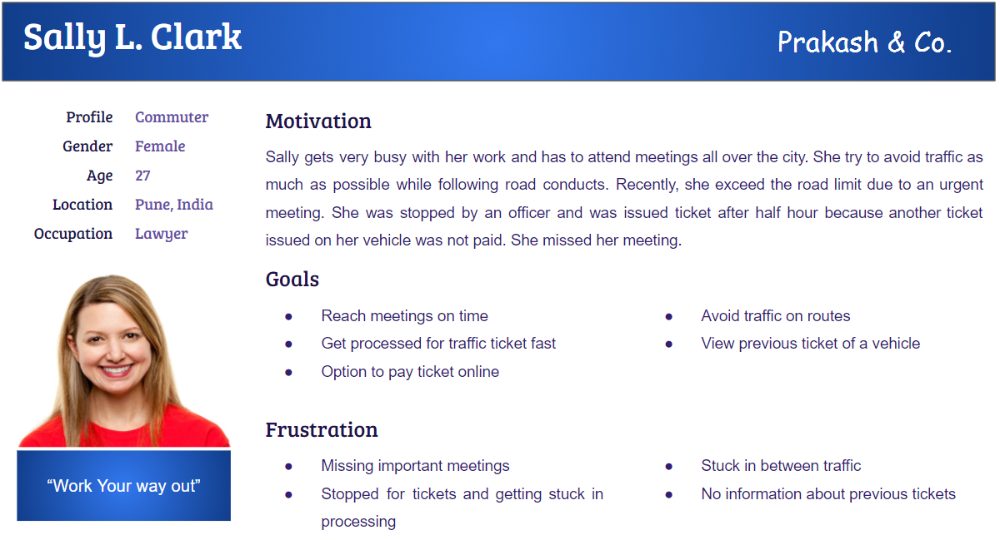 Sally L. Clark
Prakash & Co.
Profile Commuter
Gender Female
Age 27
Location Pune, India
Occupation Lawyer
“Work Your way out”
Motivation
Sally gets very busy with her work and has to attend meetings all over the city. She try to avoid traffic as
much as possible while following road conducts. Recently, she exceed the road limit due to an urgent
meeting. She was stopped by an officer and was issued ticket after half hour because another ticket
issued on her vehicle was not paid. She missed her meeting.
Goals
● Reach meetings on time
● Get processed for traffic ticket fast
● Option to pay ticket online
● Avoid traffic on routes
● View previous ticket of a vehicle
Frustration
● Missing important meetings
● Stopped for tickets and getting stuck in
processing
● Stuck in between traffic
● No information about previous tickets